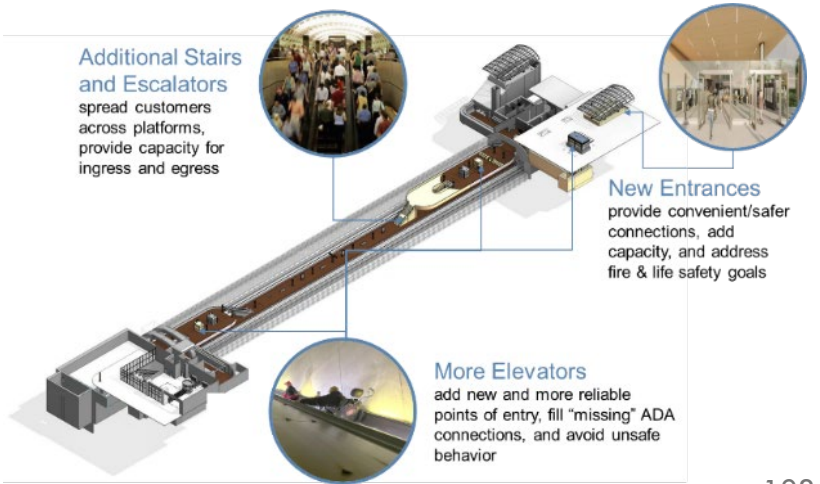 Additional Stairs
and Escalators
spread customers
across platforms,
provide capacity for
ingress and egress
New Entrances
provide convenient/safer
connections, add
capacity, and address
fire & life safety goals
More Elevators
add new and more reliable
points of entry, fill “missing” ADA
connections, and avoid unsafe
behavior